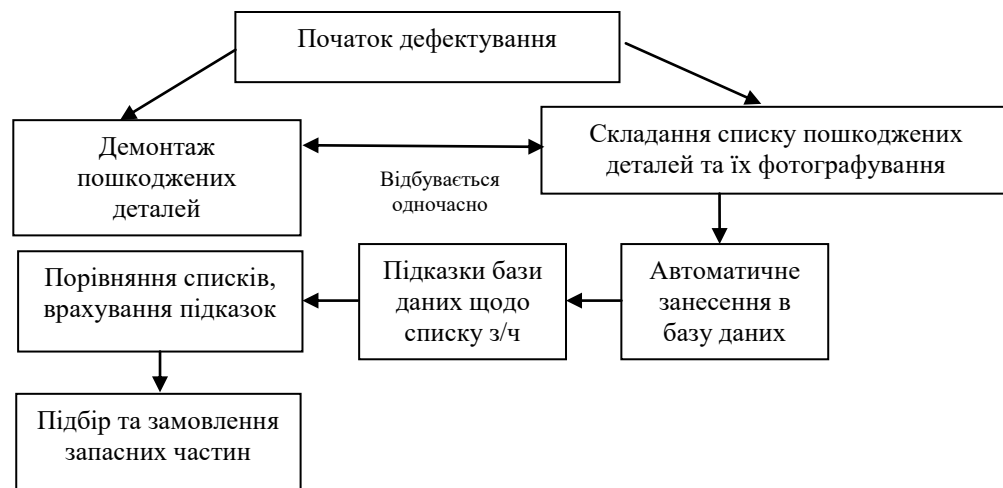 Початок дефектування
Демонтаж
пошкоджених
деталей
Відбувається
одночасно
Складання списку пошкоджених
деталей та їх фотографування
Порівняння списків,
врахування підказок
Підказки бази
даних щодо
списку з/ч
Автоматичне
занесення в
базу даних
Підбір та замовлення
запасних частин